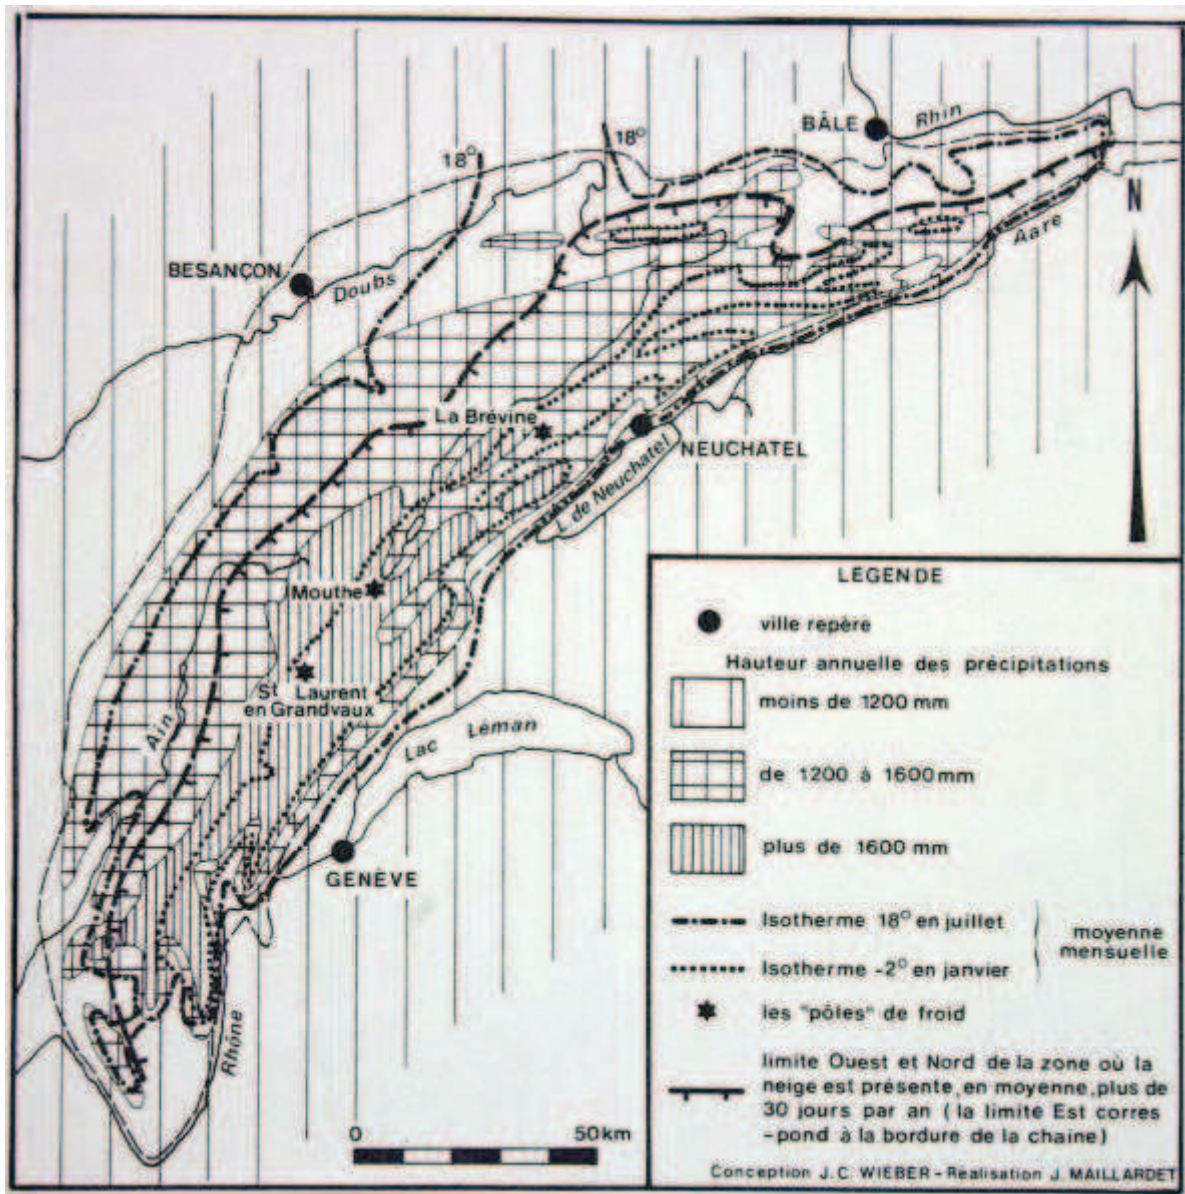 18°
18°
BÂLE
Rhin
N
Aare
BESANÇON
Doubs
La Brévine
NEUCHATEL
L. de Neuchatel
Mouthe
St Laurent
en Grandvaux
Ain
Lac Léman
GENÈVE
Rhône
0 50km
LEGENDE
ville repère
Hauteur annuelle des précipitations
moins de 1200 mm
de 1200 à 1600 mm
plus de 1600 mm
Isotherme 18° en juillet
Isotherme -2° en janvier
moyenne
mensuelle
les "pôles" de froid
limite Ouest et Nord de la zone où la
neige est présente, en moyenne, plus de
30 jours par an ( la limite Est corres
-pond à la bordure de la chaine)
Conception J.C WIEBER - Réalisation J. MAILLARDET